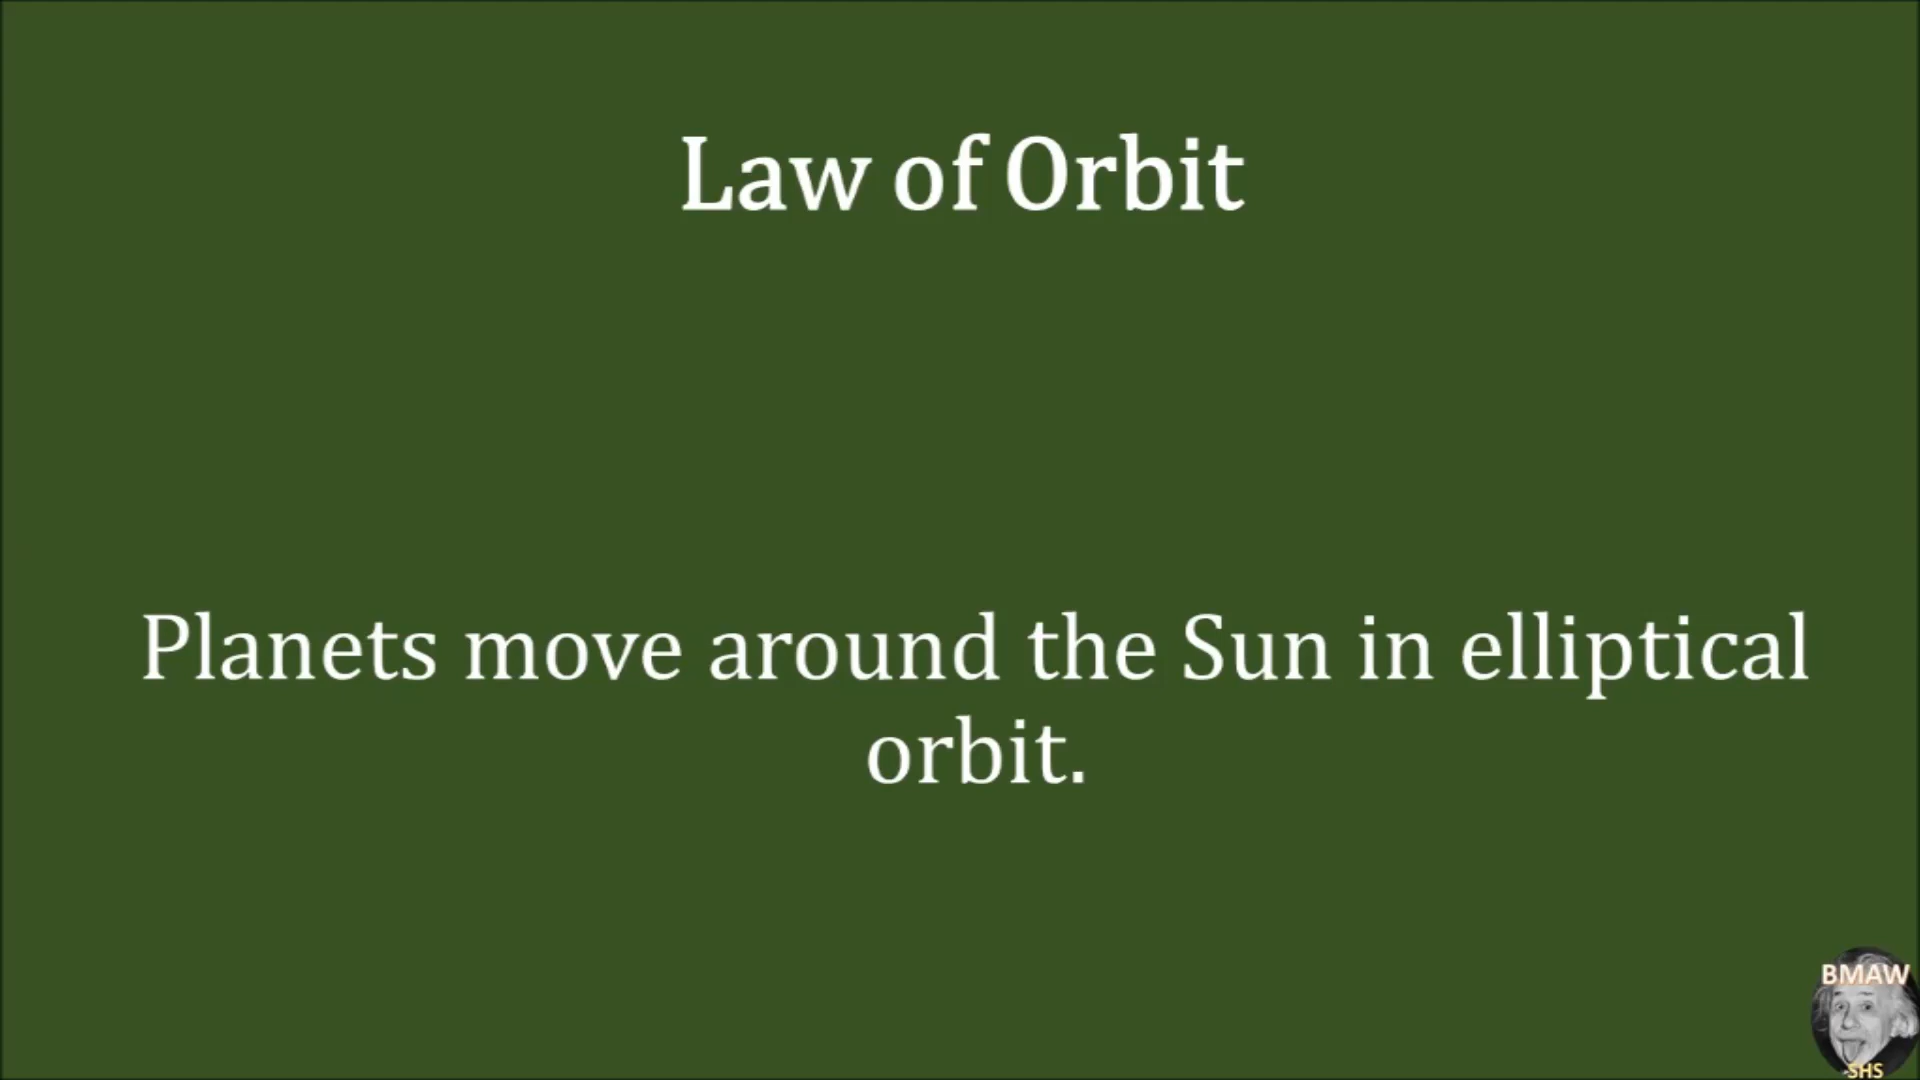 Law of Orbit
Planets move around the Sun in elliptical
orbit.
BMAW
SHS